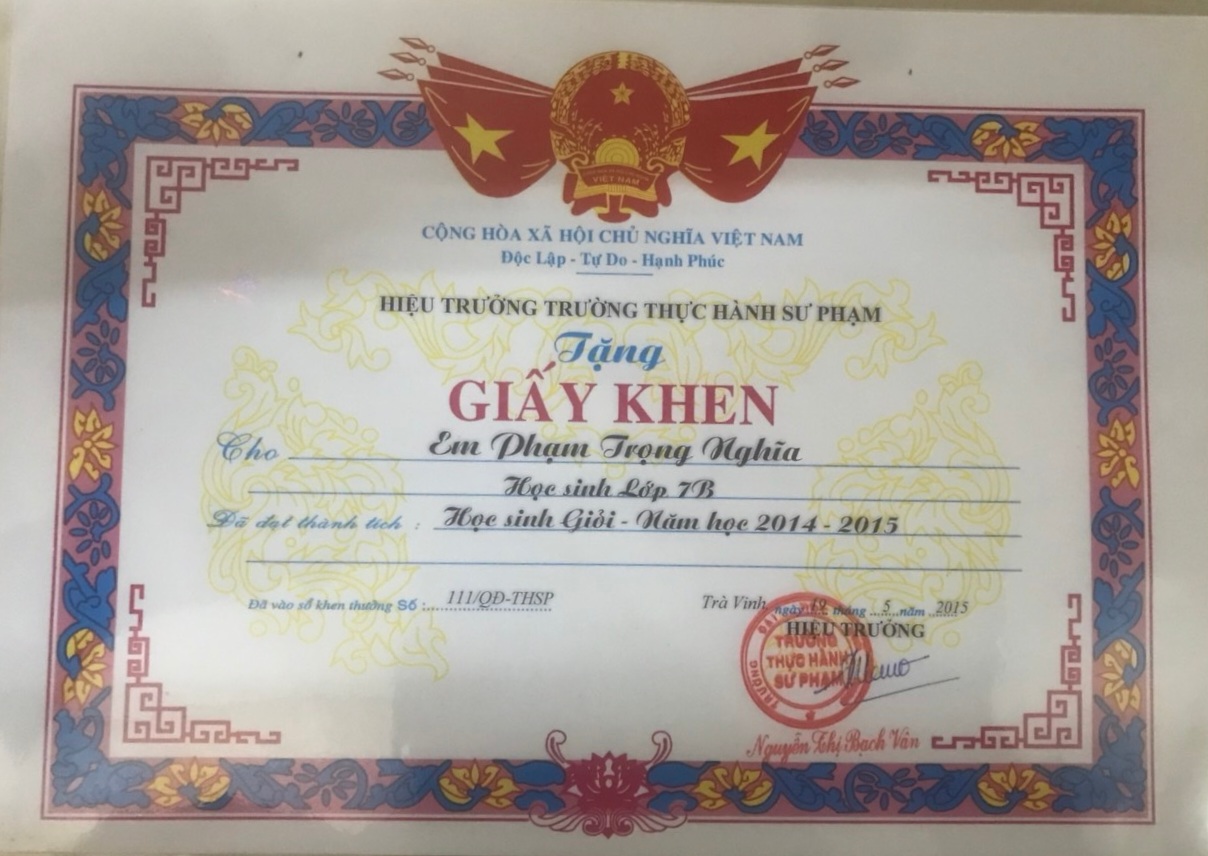 VIỆT NAM
CỘNG HÒA XÃ HỘI CHỦ NGHĨA VIỆT NAM
Độc Lập - Tự Do - Hạnh Phúc
HIỆU TRƯỞNG TRƯỜNG THỰC HÀNH SƯ PHẠM
Tặng
GIẤY KHEN
Cho Em Phạm Trọng Nghĩa
Học sinh Lớp 7B
Đã đạt thành tích : Học sinh Giỏi - Năm học 2014 - 2015
Đã vào sổ khen thưởng Số : 111/QĐ-THSP
Trà Vinh, ngày 19 tháng 5 năm 2015
HIỆU TRƯỞNG
TRƯỜNG
THỰC HÀNH
SƯ PHẠM
Nguyễn Thị Bạch Vân